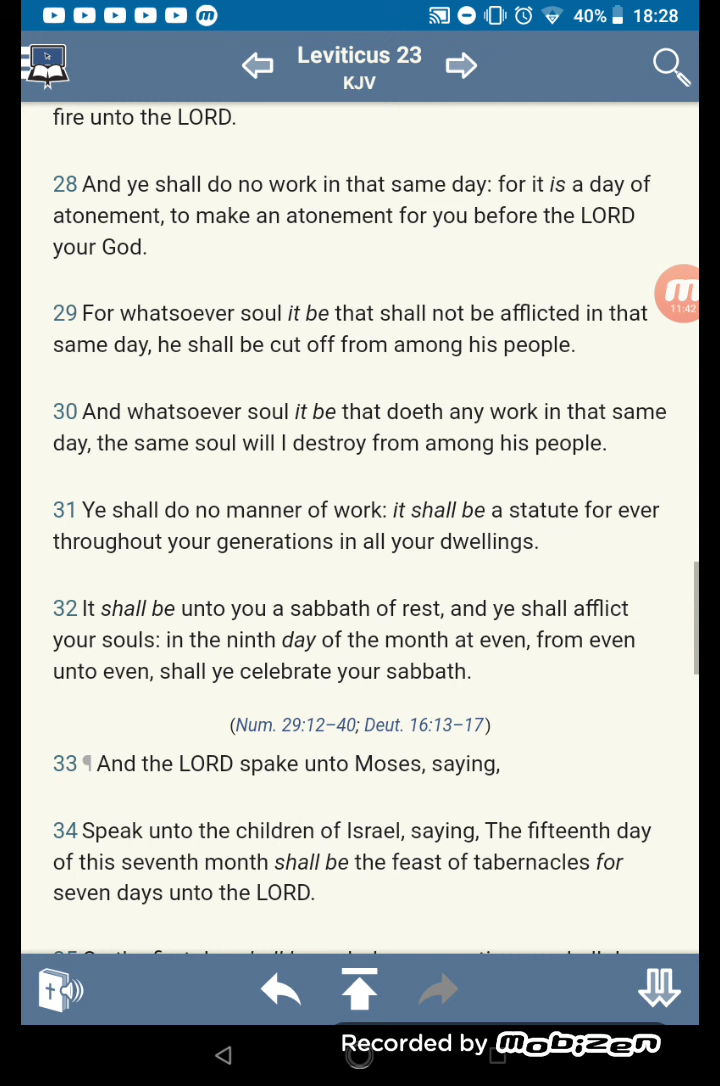 40% 18:28
Leviticus 23
KJV
fire unto the LORD.
28 And ye shall do no work in that same day: for it is a day of
atonement, to make an atonement for you before the LORD
your God.
29 For whatsoever soul it be that shall not be afflicted in that
same day, he shall be cut off from among his people.
11:42
30 And whatsoever soul it be that doeth any work in that same
day, the same soul will I destroy from among his people.
31 Ye shall do no manner of work: it shall be a statute for ever
throughout your generations in all your dwellings.
32 It shall be unto you a sabbath of rest, and ye shall afflict
your souls: in the ninth day of the month at even, from even
unto even, shall ye celebrate your sabbath.
(Num. 29:12–40; Deut. 16:13–17)
33 ¶ And the LORD spake unto Moses, saying,
34 Speak unto the children of Israel, saying, The fifteenth day
of this seventh month shall be the feast of tabernacles for
seven days unto the LORD.
Recorded by mobizen